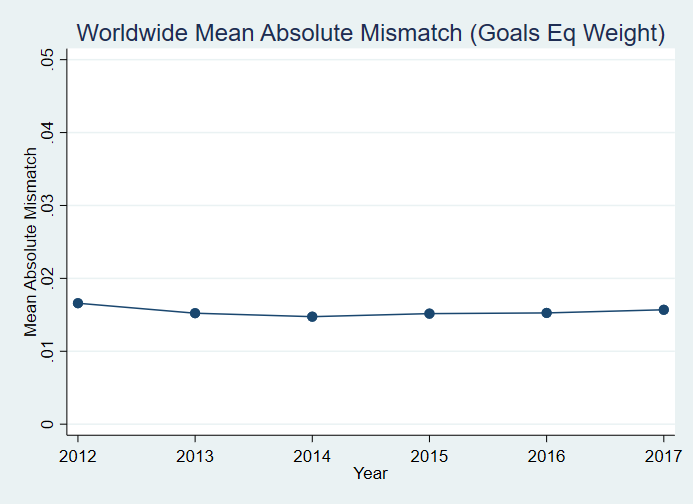 Worldwide Mean Absolute Mismatch (Goals Eq Weight)
Mean Absolute Mismatch
.05
.04
.03
.02
.01
0
2012 2013 2014 2015 2016 2017
Year